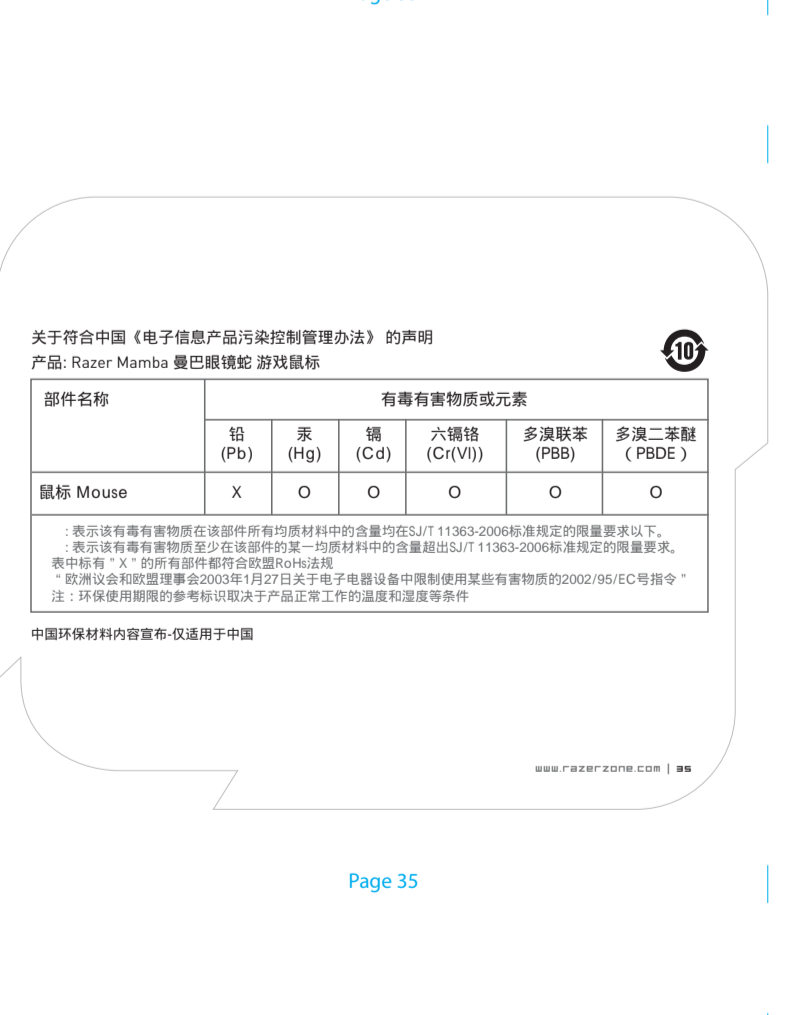 关于符合中国《电子信息产品污染控制管理办法》 的声明
10
产品: Razer Mamba 曼巴眼镜蛇 游戏鼠标
部件名称
有毒有害物质或元素
铅 (Pb)
汞 (Hg)
镉 (Cd)
六镉铬 (Cr(VI))
多溴联苯 (PBB)
多溴二苯醚 ( PBDE )
鼠标 Mouse X O O O O O
: 表示该有毒有害物质在该部件所有均质材料中的含量均在SJ/T 11363-2006标准规定的限量要求以下。
: 表示该有毒有害物质至少在该部件的某一均质材料中的含量超出SJ/T 11363-2006标准规定的限量要求。
表中标有 " X " 的所有部件都符合欧盟RoHs法规
“ 欧洲议会和欧盟理事会2003年1月27日关于电子电器设备中限制使用某些有害物质的2002/95/EC号指令 ”
注：环保使用期限的参考标识取决于产品正常工作的温度和湿度等条件
中国环保材料内容宣布-仅适用于中国
www.razerzone.com | 35
Page 35